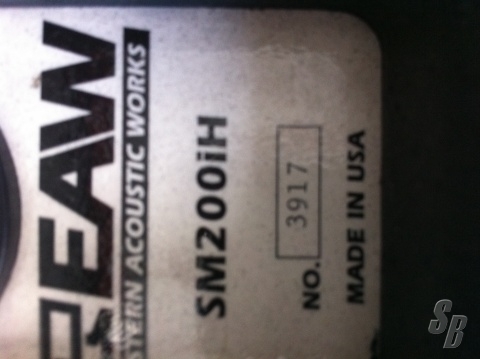 EAW
STERN ACOUSTIC WORKS
SM200iH
NO. 3917
MADE IN USA
SB